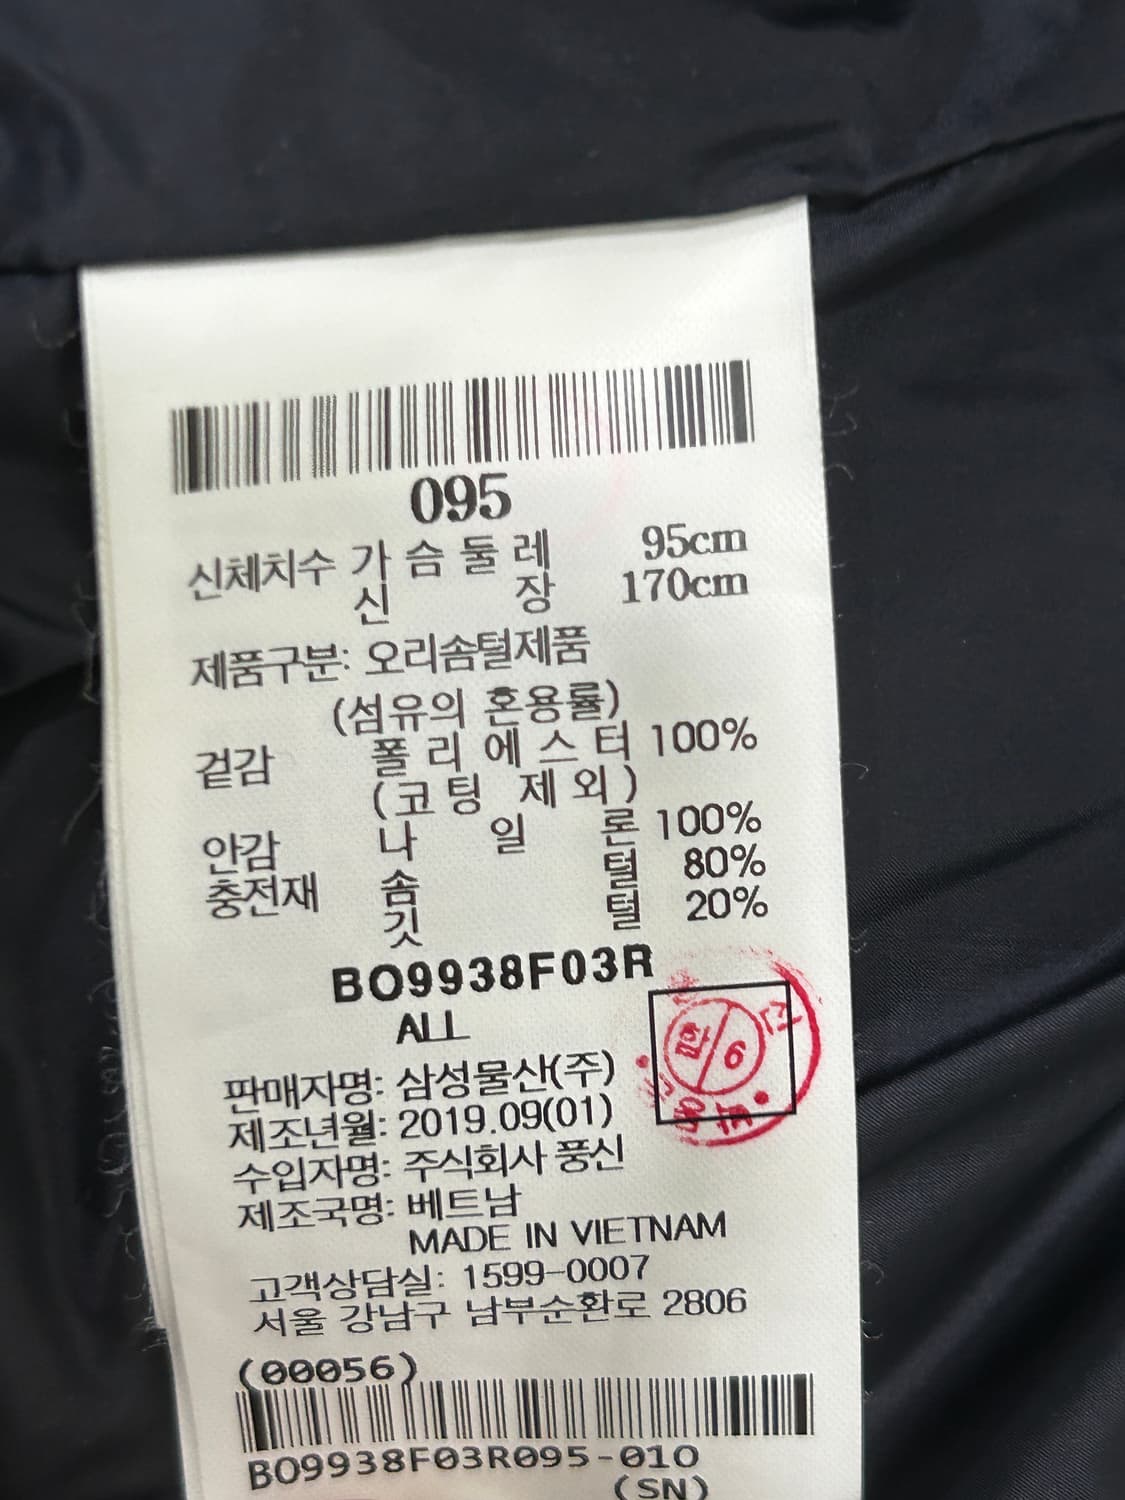 095
신체치수 가슴둘레 95cm
신장 170cm
제품구분: 오리솜털제품
(섬유의 혼용률)
겉감 폴리에스터 100%
(코팅 제외)
안감 나일론 100%
충전재 솜털 80%
깃털 20%
BO9938F03R
ALL
판매자명: 삼성물산(주)
제조년월: 2019.09(01)
수입자명: 주식회사 풍신
제조국명: 베트남
MADE IN VIETNAM
고객상담실: 1599-0007
서울 강남구 남부순환로 2806
(00056)
BO9938F03R095-010
(SN)